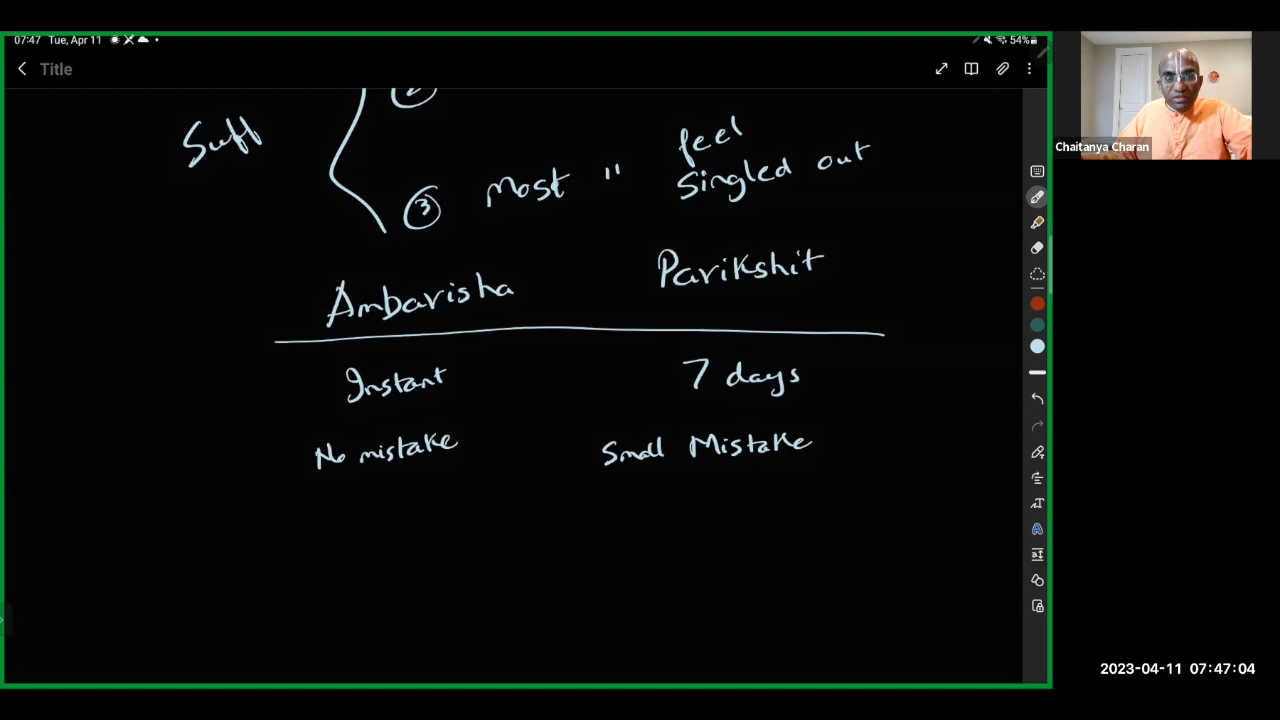 07:47 Tue, Apr 11
54%
Title
Suff
2
3 Most " feel singled out
Ambarisha Parikshit
Instant 7 days
No mistake Small Mistake
Chaitanya Charan
2023-04-11 07:47:04